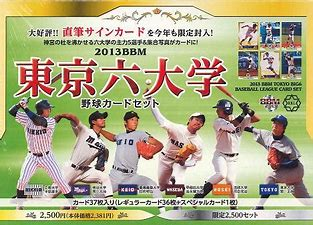 大好評!! 直筆サインカードを今年も限定封入!
神宮の杜を沸かせる六大学の主力5選手&集合写真がカードに!
2013BBM
東京六大学
野球カードセット
2013 BBM TOKYO BIG6
BASEBALL LEAGUE CARD SET
BBM
RIKKIO
KEIO
WASEDA
HOSEI
TOKYO
カード37枚入り(レギュラーカード36枚+スペシャルカード1枚)
2,500円(本体2,381円)
限定2,500セット